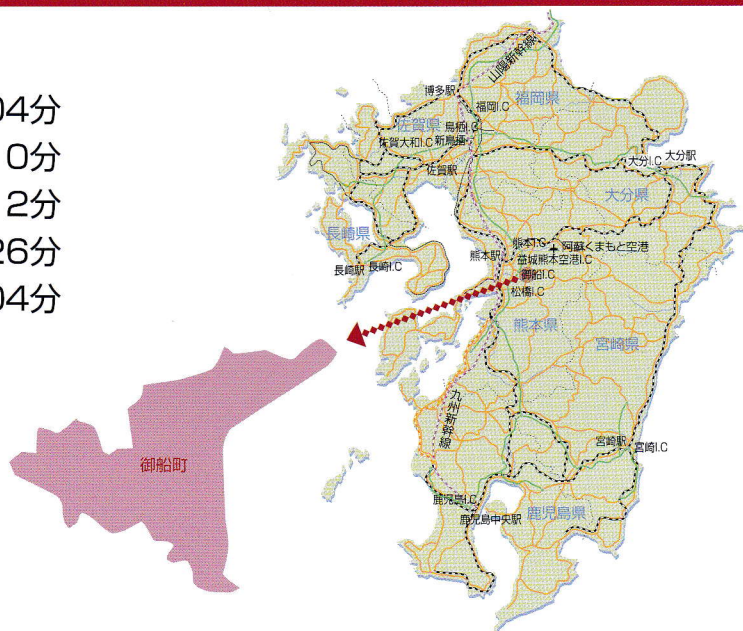 04分
0分
2分
26分
04分
山陽新幹線
博多駅
福岡I.C
福岡県
佐賀県
鳥栖I.C
佐賀大和I.C
新鳥栖
佐賀駅
大分I.C
大分駅
大分県
長崎県
長崎駅
長崎I.C
熊本駅
熊本I.C
阿蘇くまもと空港
益城熊本空港I.C
御船I.C
松橋I.C
熊本県
宮崎県
九州新幹線
宮崎駅
宮崎I.C
鹿児島I.C
鹿児島中央駅
鹿児島県
御船町